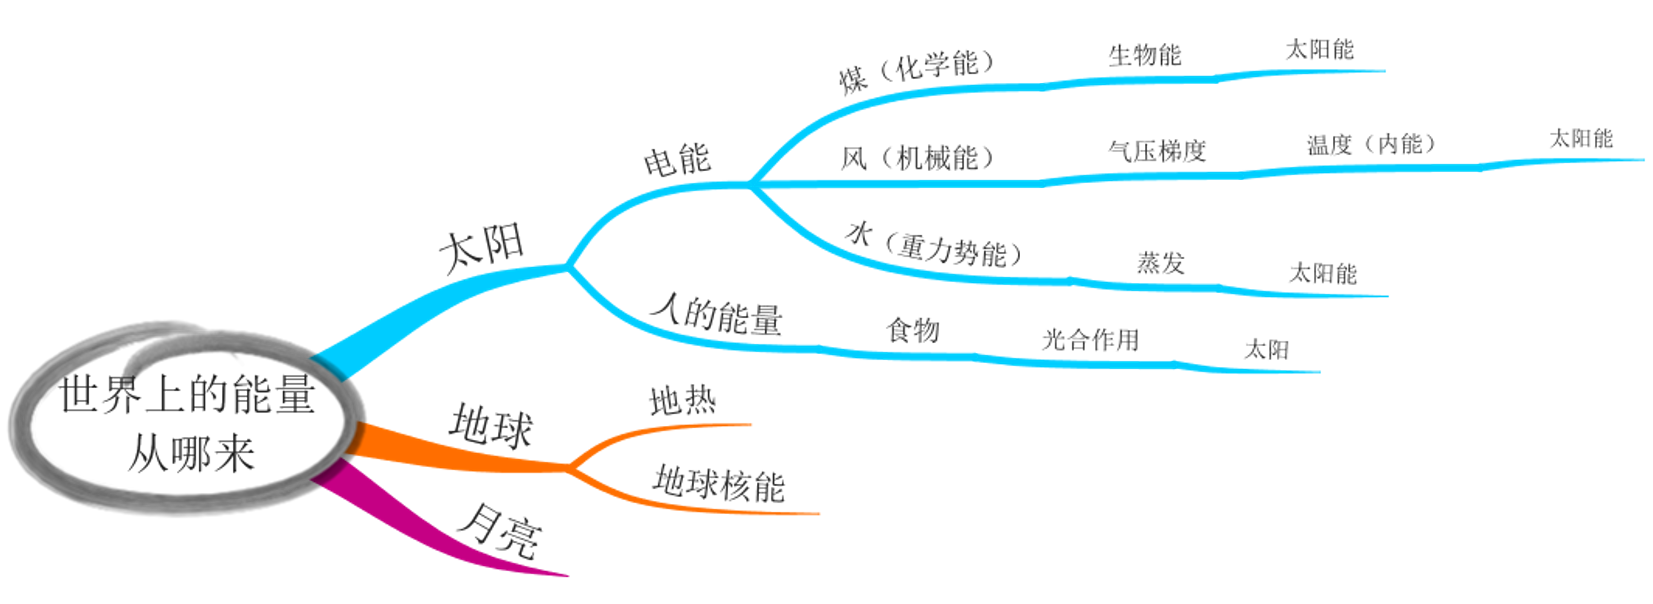 世界上的能量
从哪来
太阳
电能
煤（化学能）
生物能
太阳能
风（机械能）
气压梯度
温度（内能）
太阳能
水（重力势能）
蒸发
太阳能
人的能量
食物
光合作用
太阳
地球
地热
地球核能
月亮